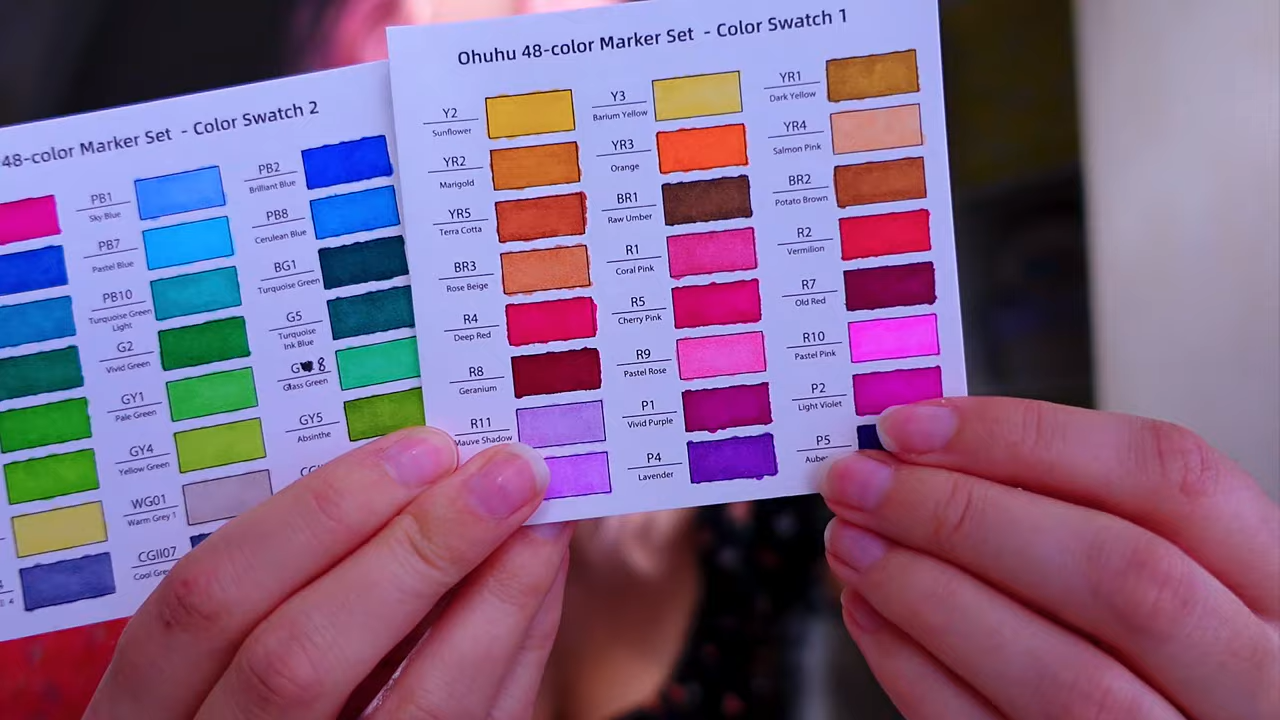 48-color Marker Set - Color Swatch 2
PB1
Sky Blue
PB2
Brilliant Blue
PB7
Pastel Blue
PB8
Cerulean Blue
PB10
Turquoise Green
Light
BG1
Turquoise Green
G2
Vivid Green
G5
Turquoise
Ink Blue
GY1
Pale Green
G 8
Glass Green
GY4
Yellow Green
GY5
Absinthe
WG01
Warm Grey 1
CGII07
Cool Gre
Ohuhu 48-color Marker Set - Color Swatch 1
Y2
Sunflower
Y3
Barium Yellow
YR1
Dark Yellow
YR2
Marigold
YR3
Orange
YR4
Salmon Pink
YR5
Terra Cotta
BR1
Raw Umber
BR2
Potato Brown
BR3
Rose Beige
R1
Coral Pink
R2
Vermilion
R4
Deep Red
R5
Cherry Pink
R7
Old Red
R8
Geranium
R9
Pastel Rose
R10
Pastel Pink
R11
Mauve Shadow
P1
Vivid Purple
P2
Light Violet
P4
Lavender
P5
Aube